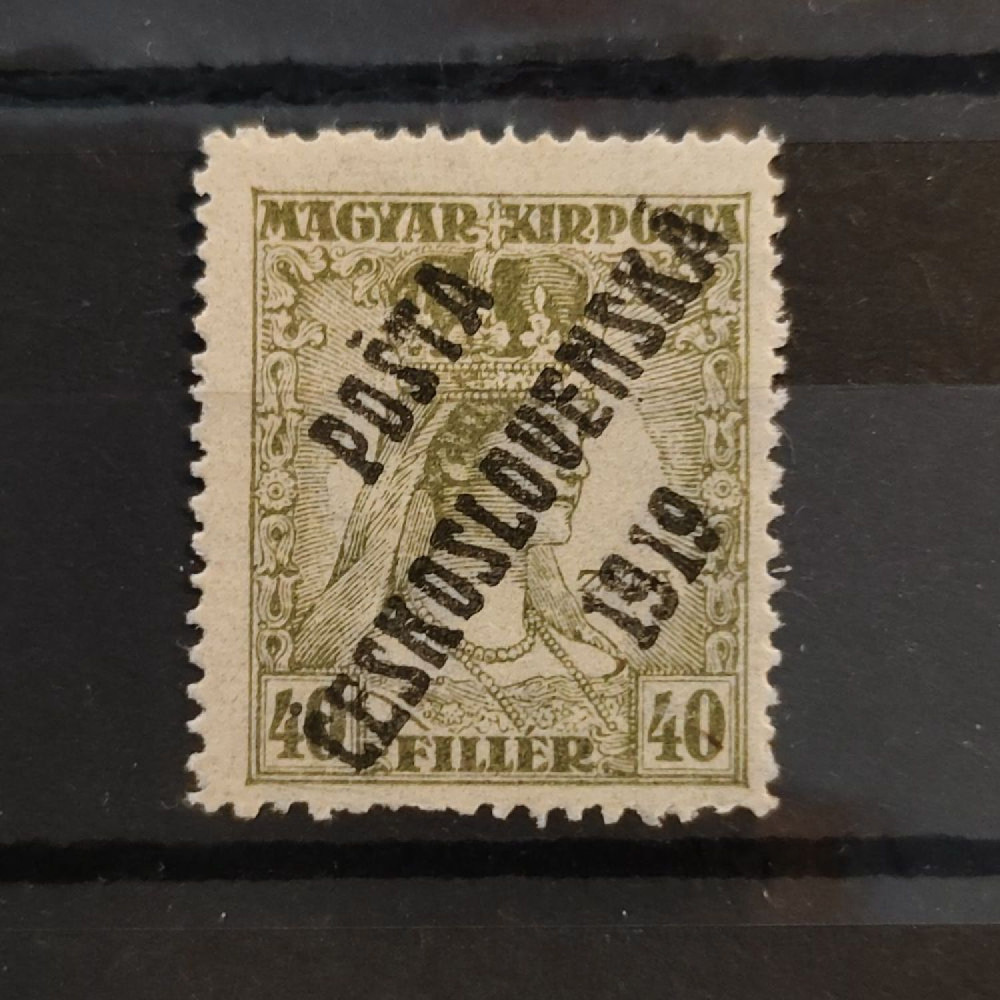 MAGYAR KIR POSTA
POŠTA
ČESKOSLOVENSKÁ
1919
40 FILLÉR 40